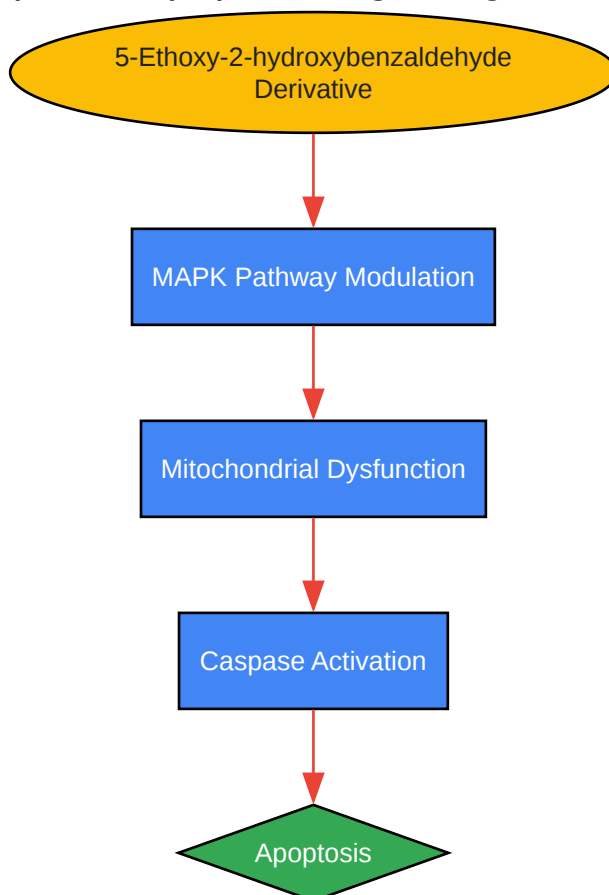 5-Ethoxy-2-hydroxybenzaldehyde
Derivative
MAPK Pathway Modulation
Mitochondrial Dysfunction
Caspase Activation
Apoptosis